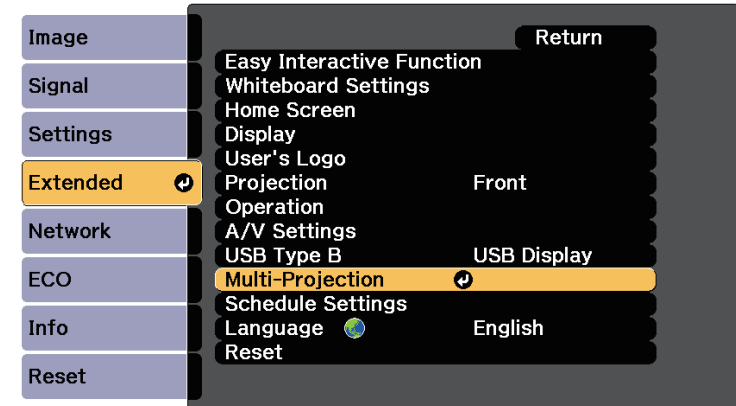 Image
Signal
Settings
Extended
Network
ECO
Info
Reset
Return
Easy Interactive Function
Whiteboard Settings
Home Screen
Display
User's Logo
Projection Front
Operation
A/V Settings
USB Type B USB Display
Multi-Projection
Schedule Settings
Language English
Reset